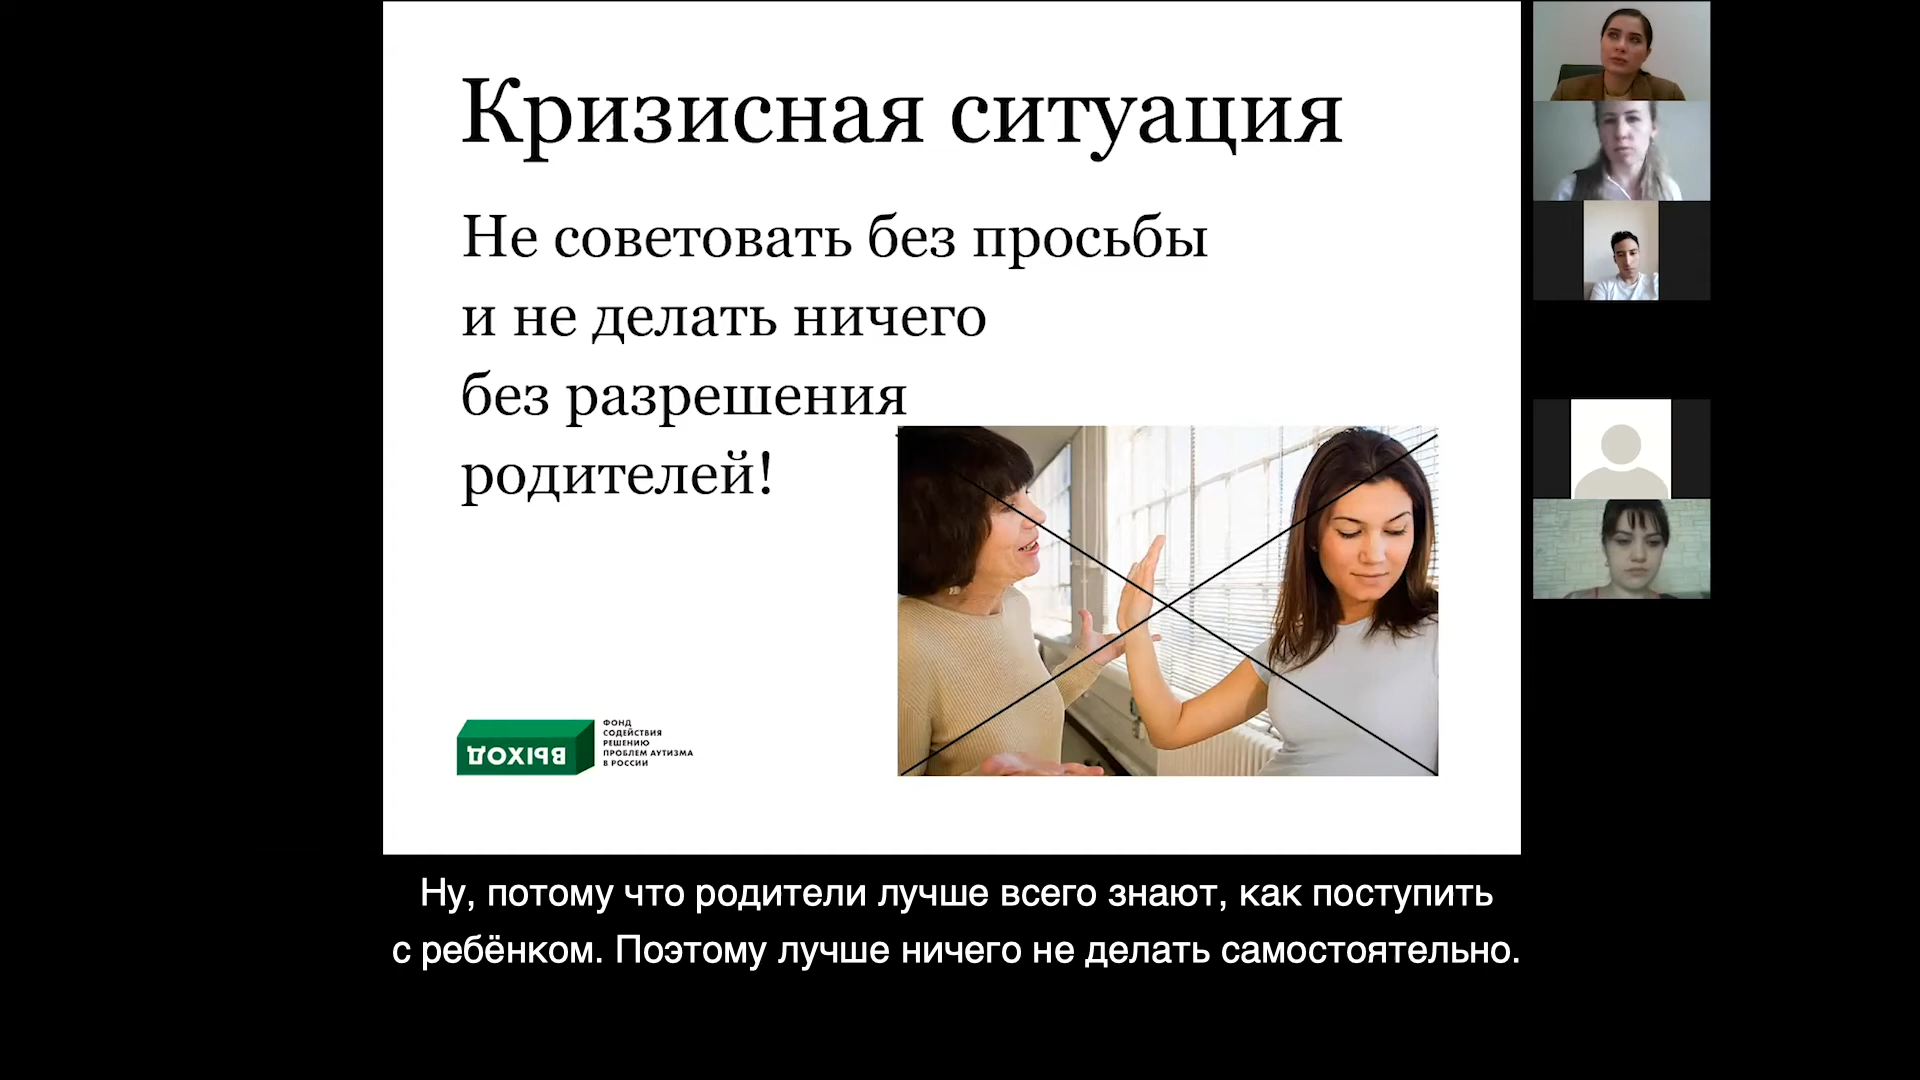 Кризисная ситуация
Не советовать без просьбы
и не делать ничего
без разрешения
родителей!
ВЫХОД
ФОНД
СОДЕЙСТВИЯ
РЕШЕНИЮ
ПРОБЛЕМ АУТИЗМА
В РОССИИ
Ну, потому что родители лучше всего знают, как поступить
с ребёнком. Поэтому лучше ничего не делать самостоятельно.